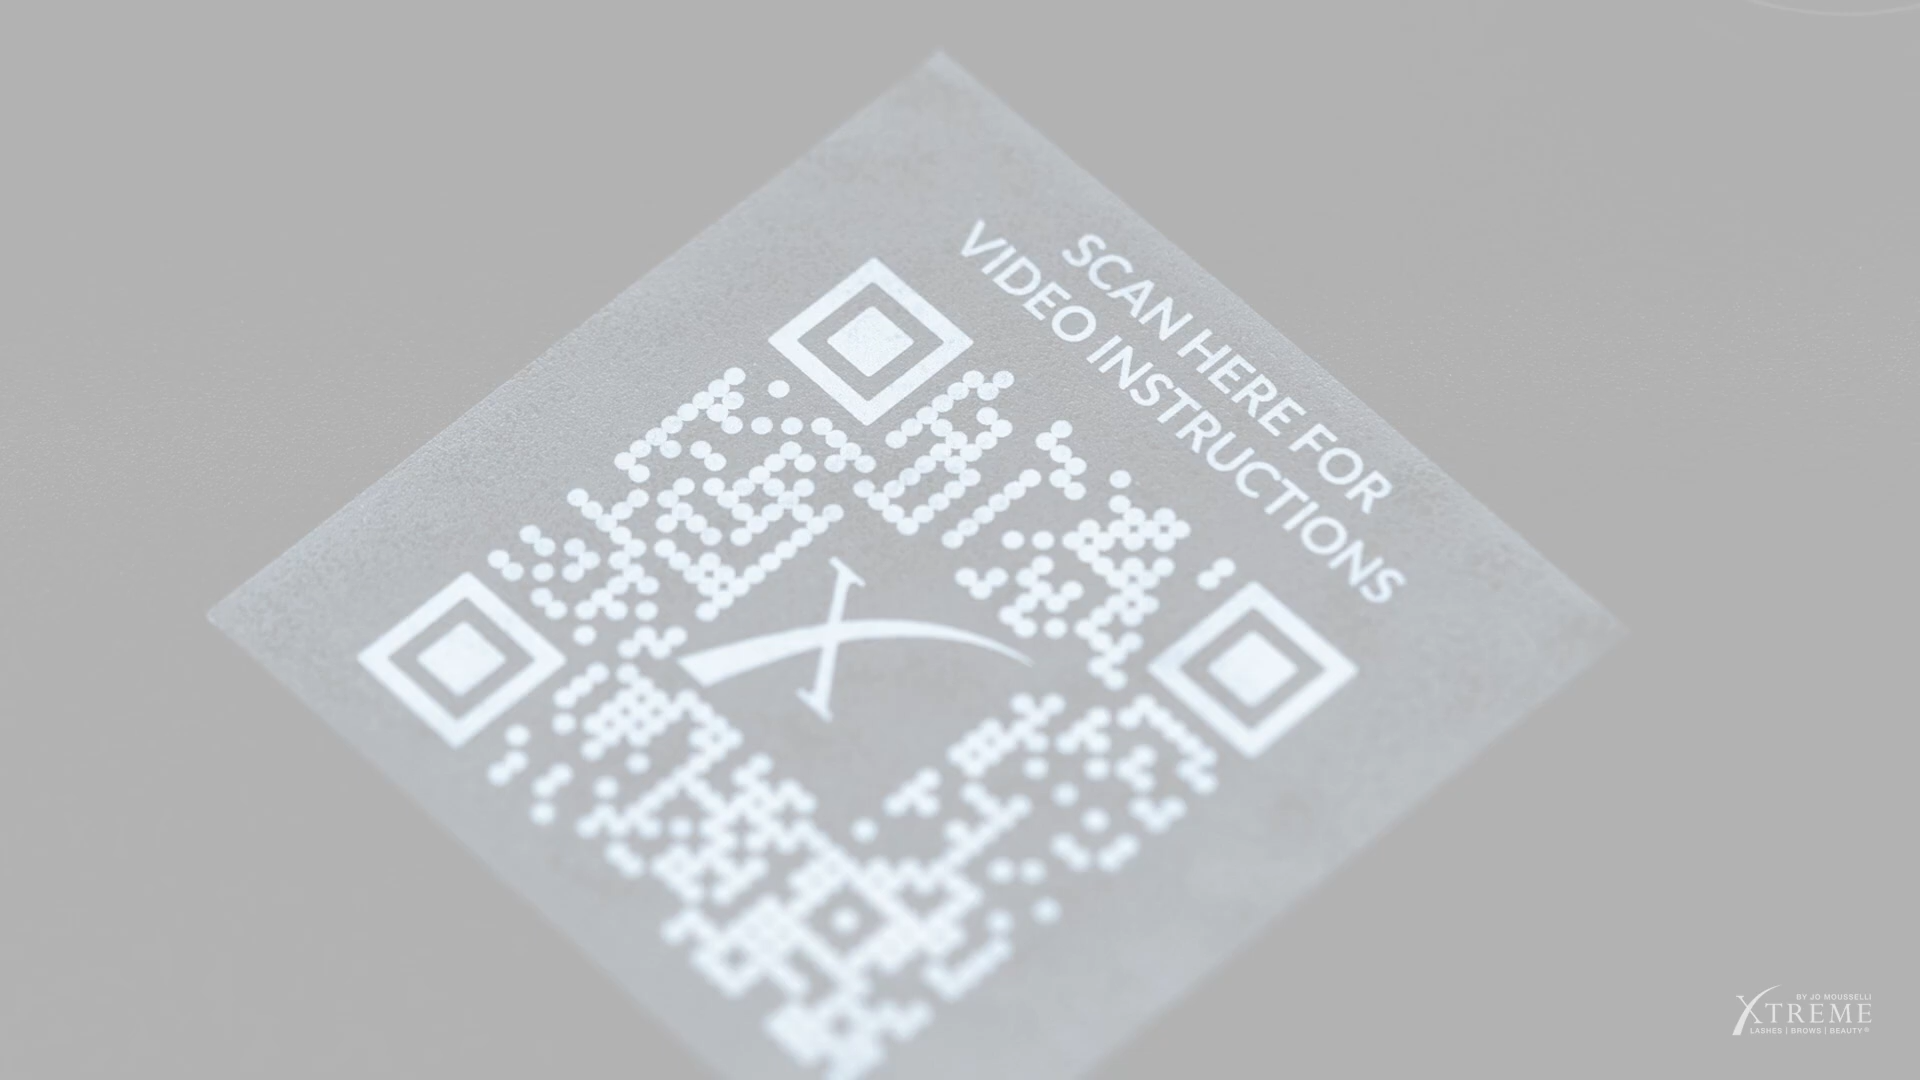 SCAN HERE FOR
VIDEO INSTRUCTIONS
BY JO MOUSSELLI
XTREME
LASHES | BROWS | BEAUTY®